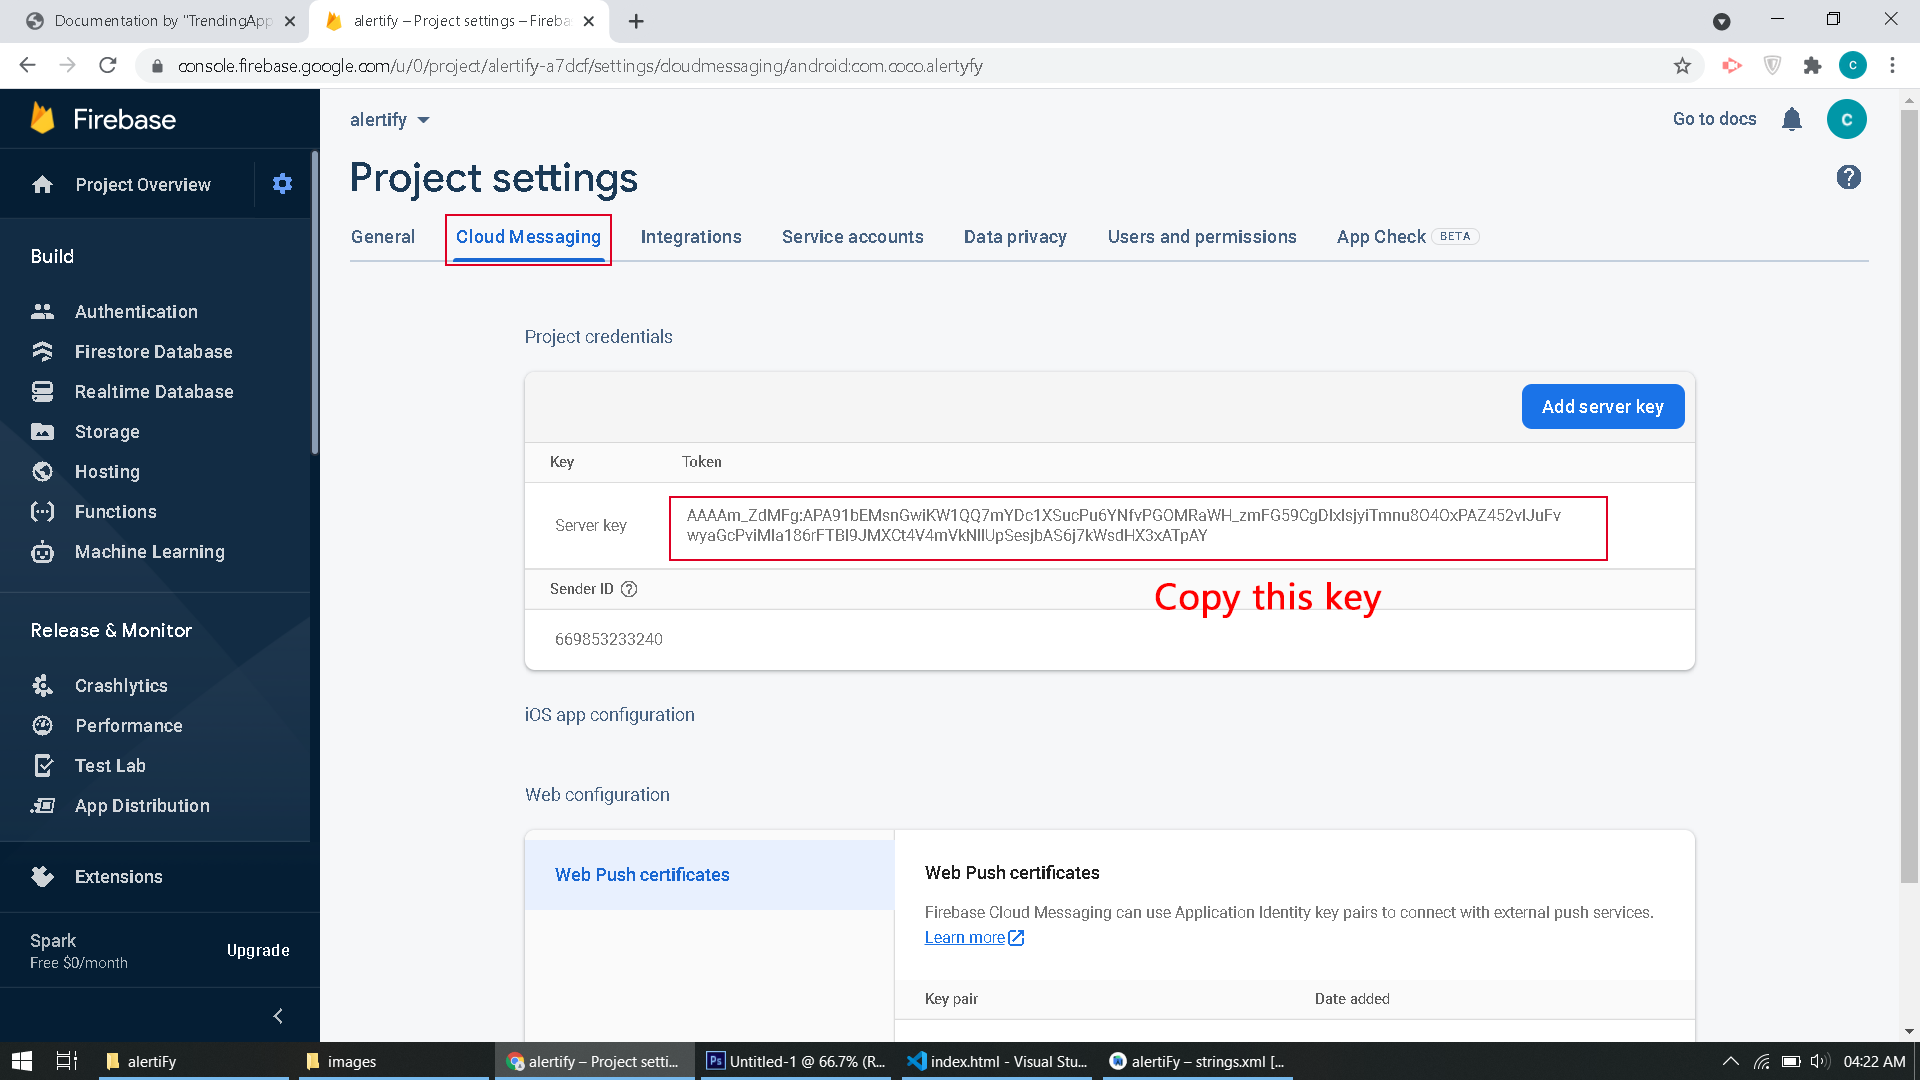 Documentation by "TrendingApp
alertify – Project settings – Fireba
console.firebase.google.com/u/0/project/alertify-a7dcf/settings/cloudmessaging/android:com.coco.alertyfy
C
Firebase
alertify
Go to docs
C
Project Overview
Project settings
General
Cloud Messaging
Integrations
Service accounts
Data privacy
Users and permissions
App Check BETA
Build
Authentication
Firestore Database
Realtime Database
Storage
Hosting
Functions
Machine Learning
Release & Monitor
Crashlytics
Performance
Test Lab
App Distribution
Extensions
Spark
Free $0/month
Upgrade
Project credentials
Add server key
Key Token
Server key
Sender ID
Copy this key
669853233240
iOS app configuration
Web configuration
Web Push certificates
Web Push certificates
Firebase Cloud Messaging can use Application Identity key pairs to connect with external push services.
Learn more
Key pair Date added
alertiFy
images
alertify – Project setti...
Ps Untitled-1 @ 66.7% (R...
index.html - Visual Stu...
alertiFy – strings.xml [...
04:22 AM